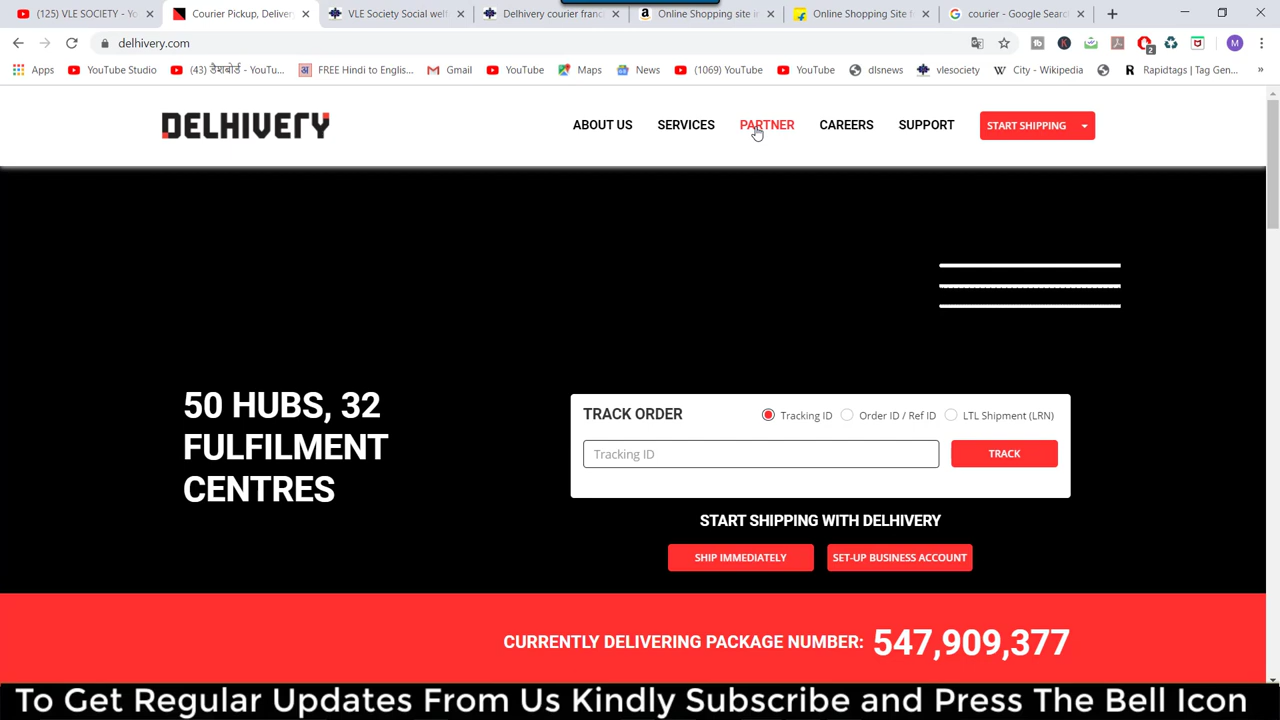 (125) VLE SOCIETY - Yo
Courier Pickup, Deliver
VLE Society Social welf
Delhivery courier franc
Online Shopping site in
Online Shopping Site f
courier - Google Searc
delhivery.com
2
M
Apps
YouTube Studio
(43) डैशबोर्ड - YouTu...
FREE Hindi to Englis...
Gmail
YouTube
Maps
News
(1069) YouTube
YouTube
dlsnews
vlesociety
City - Wikipedia
Rapidtags | Tag Gen...
»
DELHIVERY
ABOUT US
SERVICES
PARTNER
CAREERS
SUPPORT
START SHIPPING
50 HUBS, 32
FULFILMENT
CENTRES
TRACK ORDER
Tracking ID
Order ID / Ref ID
LTL Shipment (LRN)
Tracking ID
TRACK
START SHIPPING WITH DELHIVERY
SHIP IMMEDIATELY
SET-UP BUSINESS ACCOUNT
CURRENTLY DELIVERING PACKAGE NUMBER: 547,909,377
To Get Regular Updates From Us Kindly Subscribe and Press The Bell Icon